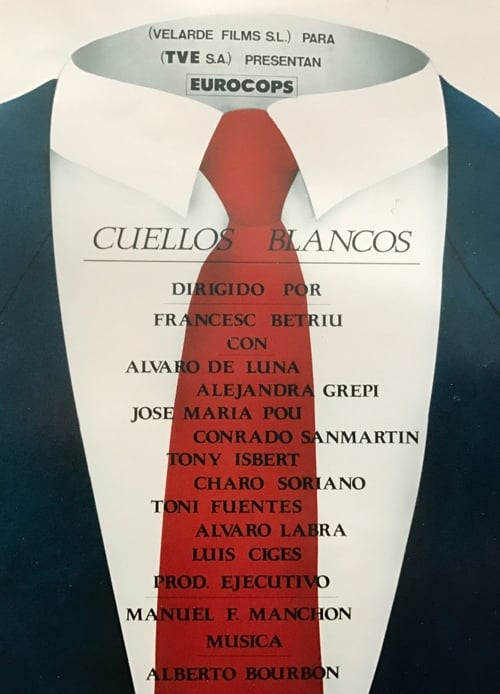 (VELARDE FILMS S.L.) PARA
(TVE S.A.) PRESENTAN
EUROCOPS
CUELLOS BLANCOS
DIRIGIDO POR
FRANCESC BETRIU
CON
ALVARO DE LUNA
ALEJANDRA GREPI
JOSE MARIA POU
CONRADO SANMARTIN
TONY ISBERT
CHARO SORIANO
TONI FUENTES
ALVARO LABRA
LUIS CIGES
PROD. EJECUTIVO
MANUEL F. MANCHON
MUSICA
ALBERTO BOURBON